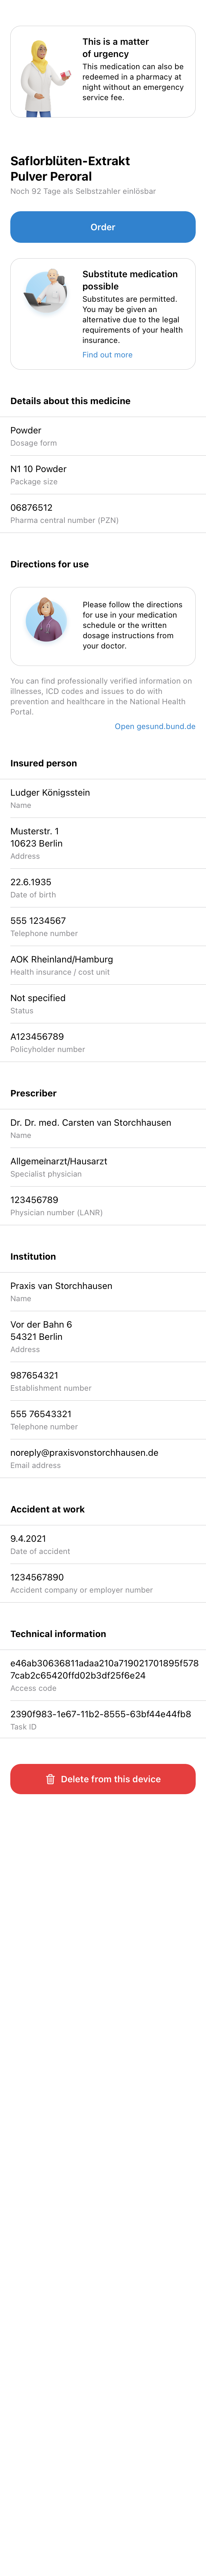 This is a matter
of urgency
This medication can also be
redeemed in a pharmacy at
night without an emergency
service fee.
Saflorblüten-Extrakt
Pulver Peroral
Noch 92 Tage als Selbstzahler einlösbar
Order
Substitute medication
possible
Substitutes are permitted.
You may be given an
alternative due to the legal
requirements of your health
insurance.
Find out more
Details about this medicine
Powder
Dosage form
N1 10 Powder
Package size
06876512
Pharma central number (PZN)
Directions for use
Please follow the directions
for use in your medication
schedule or the written
dosage instructions from
your doctor.
You can find professionally verified information on
illnesses, ICD codes and issues to do with
prevention and healthcare in the National Health
Portal.
Open gesund.bund.de
Insured person
Ludger Königsstein
Name
Musterstr. 1
10623 Berlin
Address
22.6.1935
Date of birth
555 1234567
Telephone number
AOK Rheinland/Hamburg
Health insurance / cost unit
Not specified
Status
A123456789
Policyholder number
Prescriber
Dr. Dr. med. Carsten van Storchhausen
Name
Allgemeinarzt/Hausarzt
Specialist physician
123456789
Physician number (LANR)
Institution
Praxis van Storchhausen
Name
Vor der Bahn 6
54321 Berlin
Address
987654321
Establishment number
555 76543321
Telephone number
noreply@praxisvonstorchhausen.de
Email address
Accident at work
9.4.2021
Date of accident
1234567890
Accident company or employer number
Technical information
e46ab30636811adaa210a719021701895f578
7cab2c65420ffd02b3df25f6e24
Access code
2390f983-1e67-11b2-8555-63bf44e44fb8
Task ID
Delete from this device